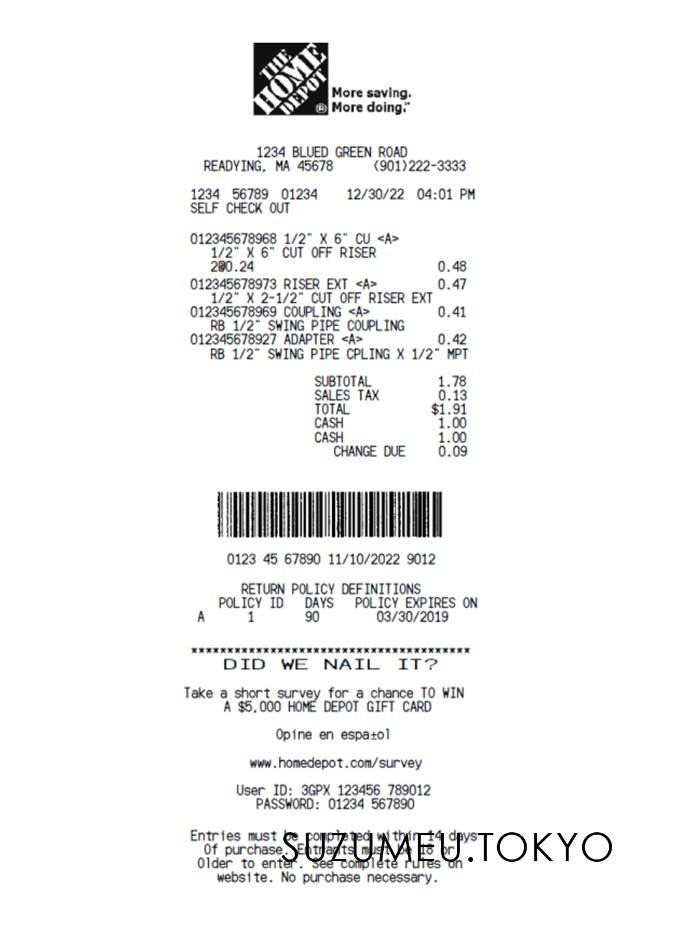 THE
HOME
DEPOT
®
More saving.
More doing.™
1234 BLUED GREEN ROAD
READYING, MA 45678 (901)222-3333
1234 56789 01234 12/30/22 04:01 PM
SELF CHECK OUT
012345678968 1/2" X 6" CU <A>
1/2" X 6" CUT OFF RISER
2@0.24 0.48
012345678973 RISER EXT <A> 0.47
1/2" X 2-1/2" CUT OFF RISER EXT
012345678969 COUPLING <A> 0.41
RB 1/2" SWING PIPE COUPLING
012345678927 ADAPTER <A> 0.42
RB 1/2" SWING PIPE CPLING X 1/2" MPT
SUBTOTAL 1.78
SALES TAX 0.13
TOTAL $1.91
CASH 1.00
CASH 1.00
CHANGE DUE 0.09
0123 45 67890 11/10/2022 9012
RETURN POLICY DEFINITIONS
POLICY ID DAYS POLICY EXPIRES ON
A 1 90 03/30/2019
***************************************
DID WE NAIL IT?
Take a short survey for a chance TO WIN
A $5,000 HOME DEPOT GIFT CARD
Opine en espa±ol
www.homedepot.com/survey
User ID: 3GPX 123456 789012
PASSWORD: 01234 567890
Entries must be completed within 14 days
Of purchase. Entrants must be 18 or
Older to enter. See complete rules on
website. No purchase necessary.
SUZUMEU.TOKYO